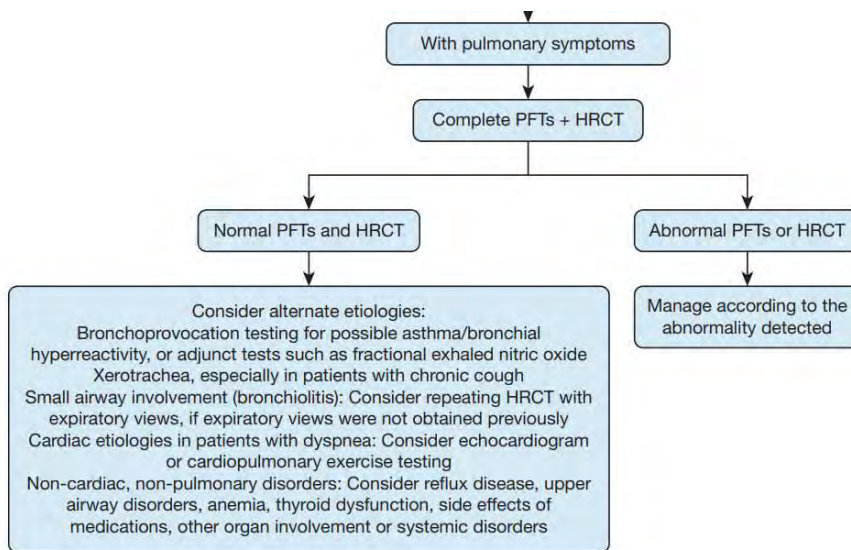 With pulmonary symptoms
Complete PFTs + HRCT
Normal PFTs and HRCT
Abnormal PFTs or HRCT
Consider alternate etiologies:
Bronchoprovocation testing for possible asthma/bronchial
hyperreactivity, or adjunct tests such as fractional exhaled nitric oxide
Xerotrachea, especially in patients with chronic cough
Small airway involvement (bronchiolitis): Consider repeating HRCT with
expiratory views, if expiratory views were not obtained previously
Cardiac etiologies in patients with dyspnea: Consider echocardiogram
or cardiopulmonary exercise testing
Non-cardiac, non-pulmonary disorders: Consider reflux disease, upper
airway disorders, anemia, thyroid dysfunction, side effects of
medications, other organ involvement or systemic disorders
Manage according to the
abnormality detected